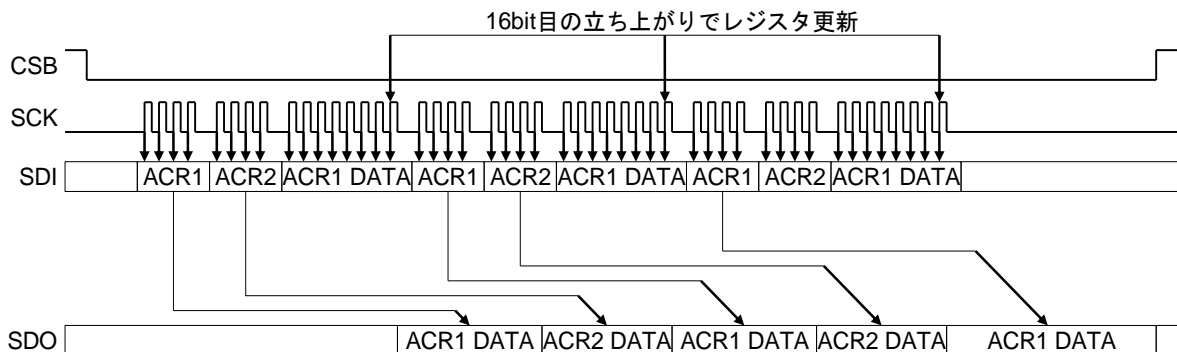 16bit目の立ち上がりでレジスタ更新
CSB
SCK
SDI ACR1 ACR2 ACR1 DATA ACR1 ACR2 ACR1 DATA ACR1 ACR2 ACR1 DATA
SDO ACR1 DATA ACR2 DATA ACR1 DATA ACR2 DATA ACR1 DATA